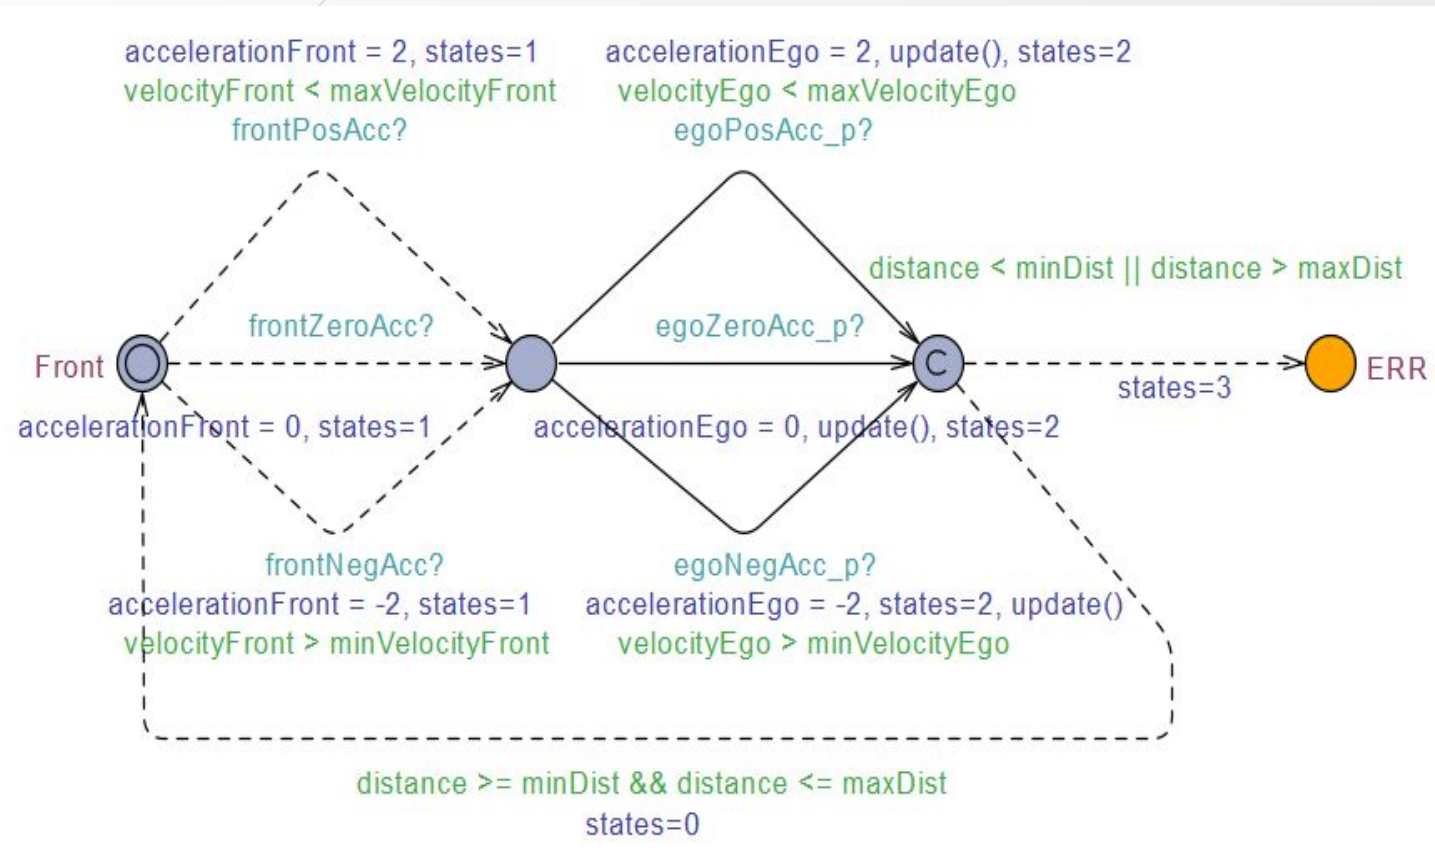 accelerationFront = 2, states=1
velocityFront < maxVelocityFront
frontPosAcc?
accelerationEgo = 2, update(), states=2
velocityEgo < maxVelocityEgo
egoPosAcc_p?
distance < minDist || distance > maxDist
frontZeroAcc?
egoZeroAcc_p?
Front
C
ERR
states=3
accelerationFront = 0, states=1
accelerationEgo = 0, update(), states=2
frontNegAcc?
accelerationFront = -2, states=1
velocityFront > minVelocityFront
egoNegAcc_p?
accelerationEgo = -2, states=2, update()
velocityEgo > minVelocityEgo
distance >= minDist && distance <= maxDist
states=0